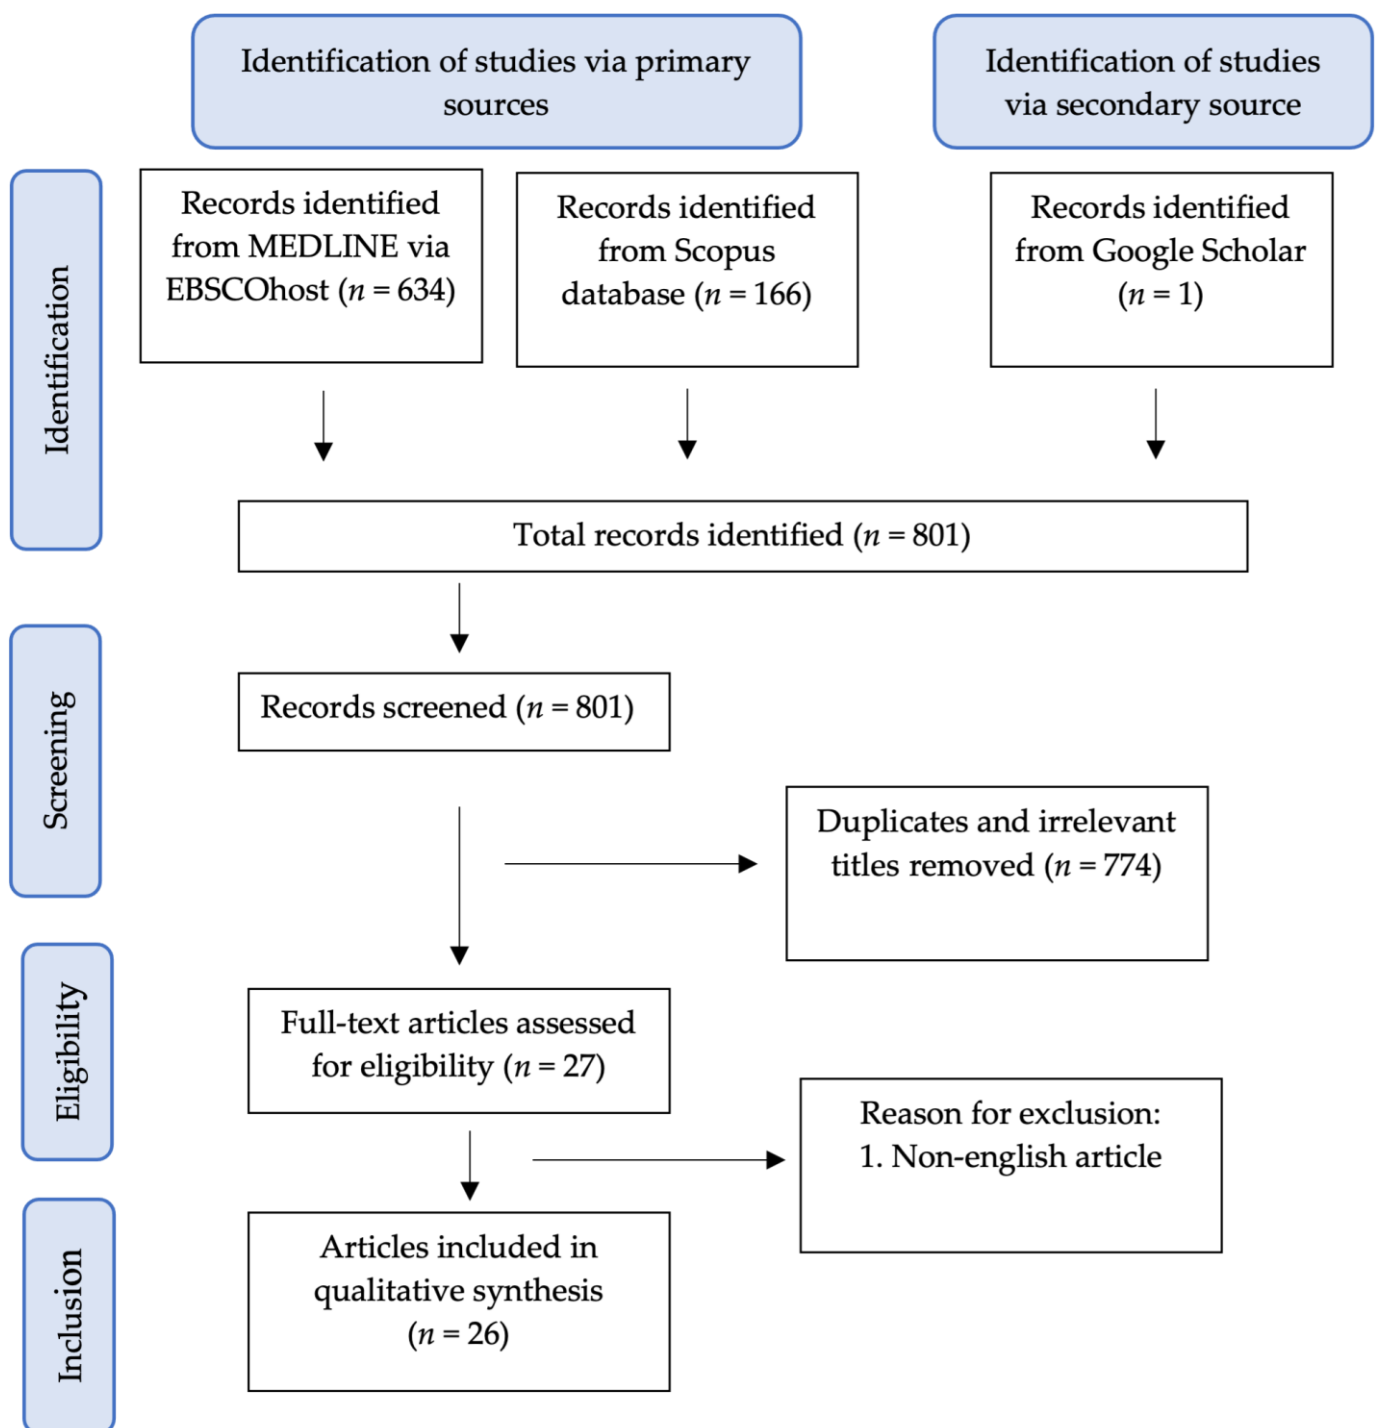 Identification of studies via primary
sources
Identification of studies
via secondary source
Identification
Records identified
from MEDLINE via
EBSCOhost (n = 634)
Records identified
from Scopus
database (n = 166)
Records identified
from Google Scholar
(n = 1)
Total records identified (n = 801)
Screening
Records screened (n = 801)
Duplicates and irrelevant
titles removed (n = 774)
Eligibility
Full-text articles assessed
for eligibility (n = 27)
Reason for exclusion:
1. Non-english article
Inclusion
Articles included in
qualitative synthesis
(n = 26)